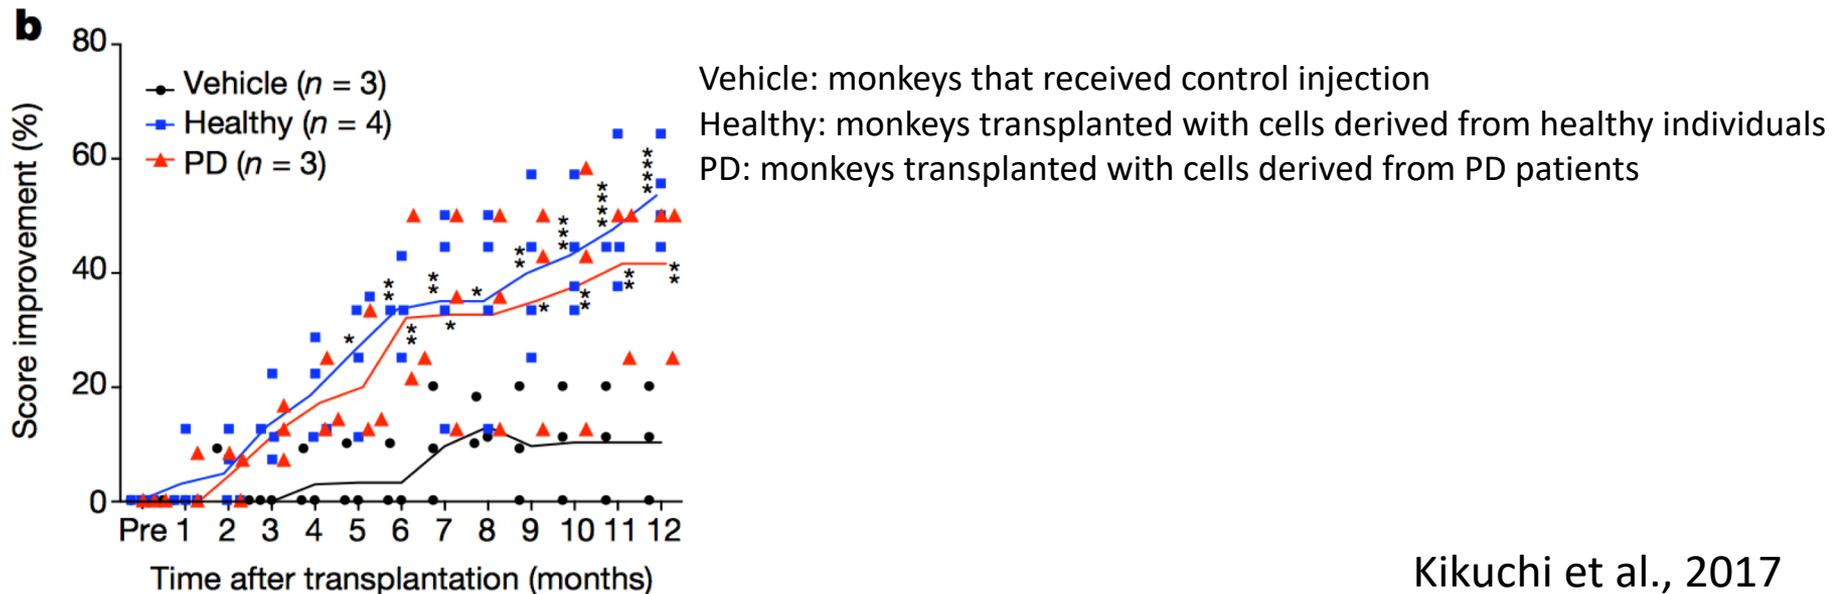 b
80
60
40
20
0
Score improvement (%)
Vehicle (n = 3)
Healthy (n = 4)
PD (n = 3)
* ** ** * ** *** **** ****
** * * ** ** **
Pre 1 2 3 4 5 6 7 8 9 10 11 12
Time after transplantation (months)
Vehicle: monkeys that received control injection
Healthy: monkeys transplanted with cells derived from healthy individuals
PD: monkeys transplanted with cells derived from PD patients
Kikuchi et al., 2017